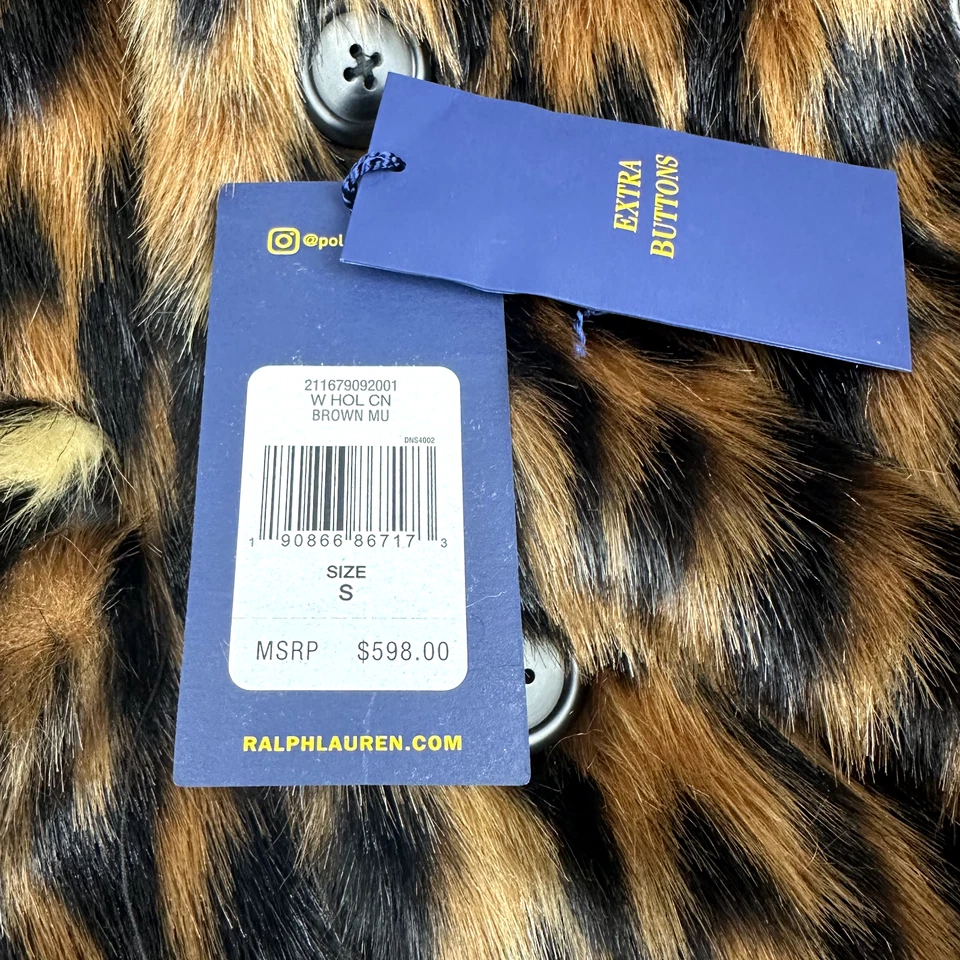 @pol
EXTRA
BUTTONS
211679092001
W HOL CN
BROWN MU
DNS4002
1 90866 86717 3
SIZE
S
MSRP $598.00
RALPHLAUREN.COM